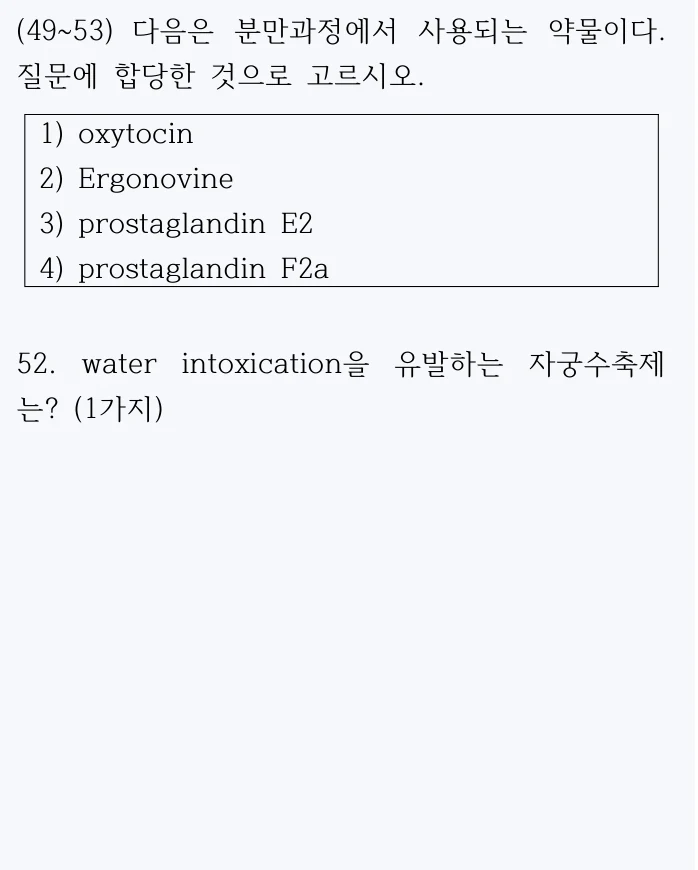 (49~53) 다음은 분만과정에서 사용되는 약물이다.
질문에 합당한 것으로 고르시오.
1) oxytocin
2) Ergonovine
3) prostaglandin E2
4) prostaglandin F2a
52. water intoxication을 유발하는 자궁수축제
는? (1가지)